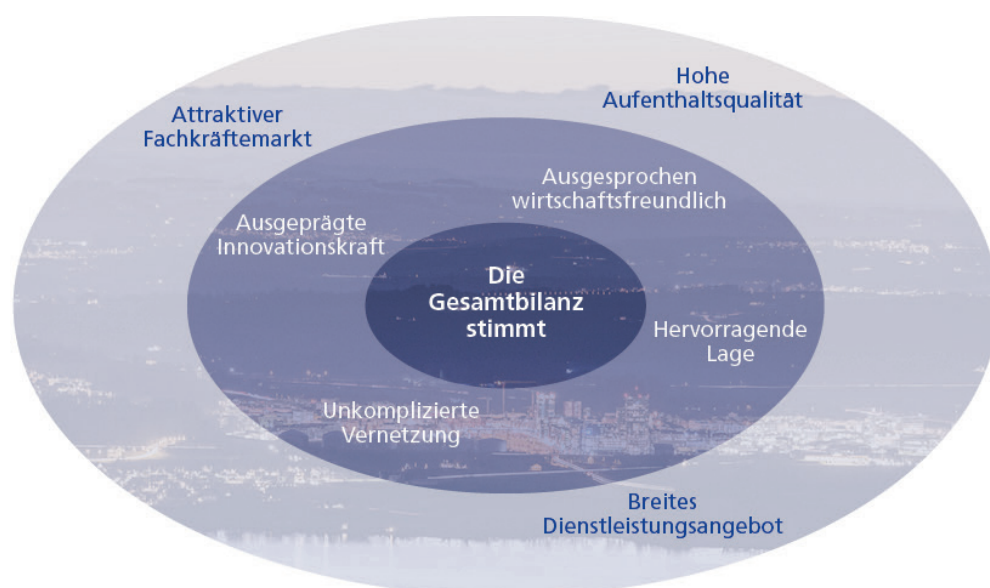 Hohe
Aufenthaltsqualität
Attraktiver
Fachkräftemarkt
Ausgesprochen
wirtschaftsfreundlich
Ausgeprägte
Innovationskraft
Die
Gesamtbilanz
stimmt
Hervorragende
Lage
Unkomplizierte
Vernetzung
Breites
Dienstleistungsangebot